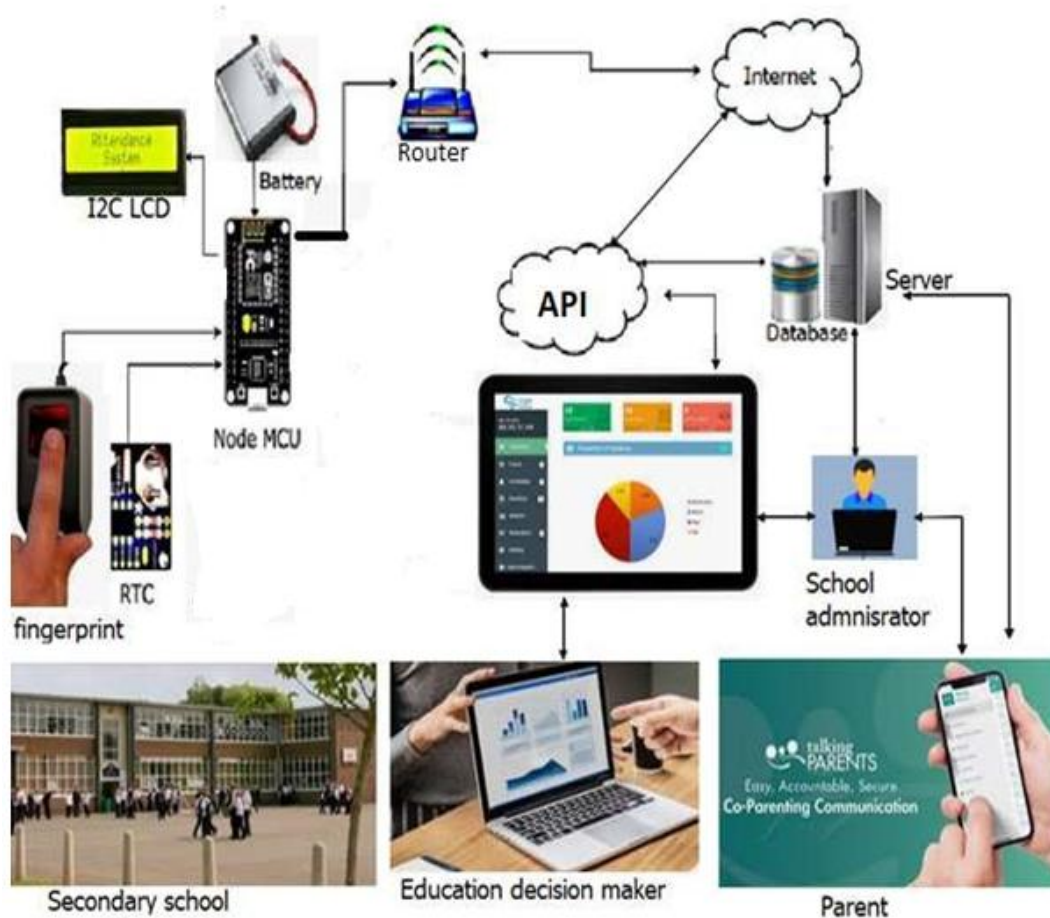 Internet
Router
Attendance
System
I2C LCD
Battery
API
Server
Database
Node MCU
RTC
fingerprint
School
admnisrator
talking
PARENTS
Easy, Accountable, Secure
Co-Parenting Communication
Secondary school
Education decision maker
Parent